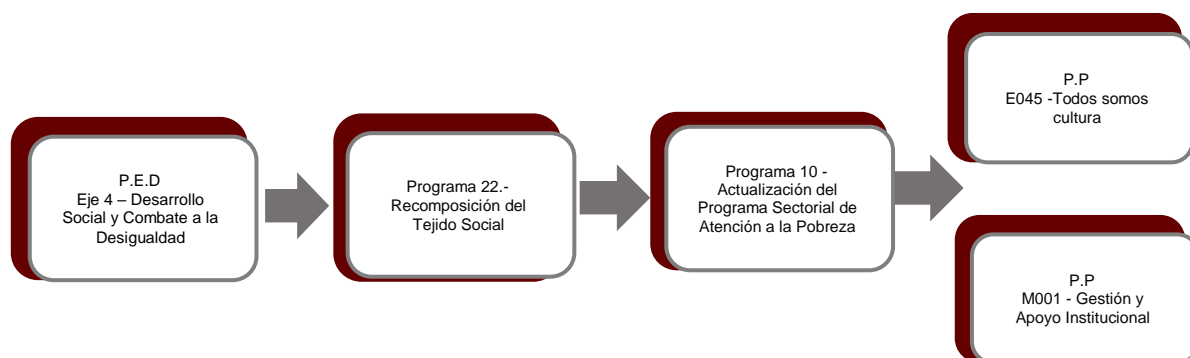 P.E.D
Eje 4 – Desarrollo
Social y Combate a la
Desigualdad
Programa 22.-
Recomposición del
Tejido Social
Programa 10 -
Actualización del
Programa Sectorial de
Atención a la Pobreza
P.P
E045 -Todos somos
cultura
P.P
M001 - Gestión y
Apoyo Institucional